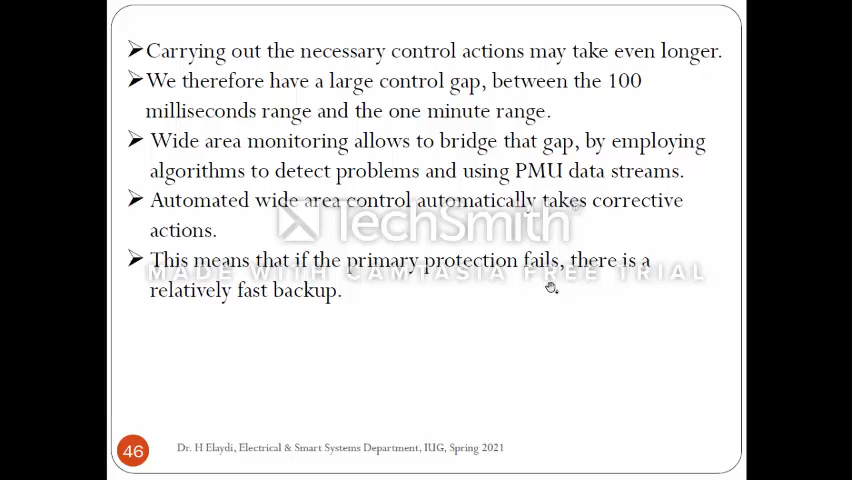 Carrying out the necessary control actions may take even longer.
We therefore have a large control gap, between the 100
milliseconds range and the one minute range.
Wide area monitoring allows to bridge that gap, by employing
algorithms to detect problems and using PMU data streams.
Automated wide area control automatically takes corrective
actions.
TechSmith®
This means that if the primary protection fails, there is a
MADE WITH CAMTASIA FREE TRIAL
relatively fast backup.
46
Dr. H Elaydi, Electrical & Smart Systems Department, IUG, Spring 2021